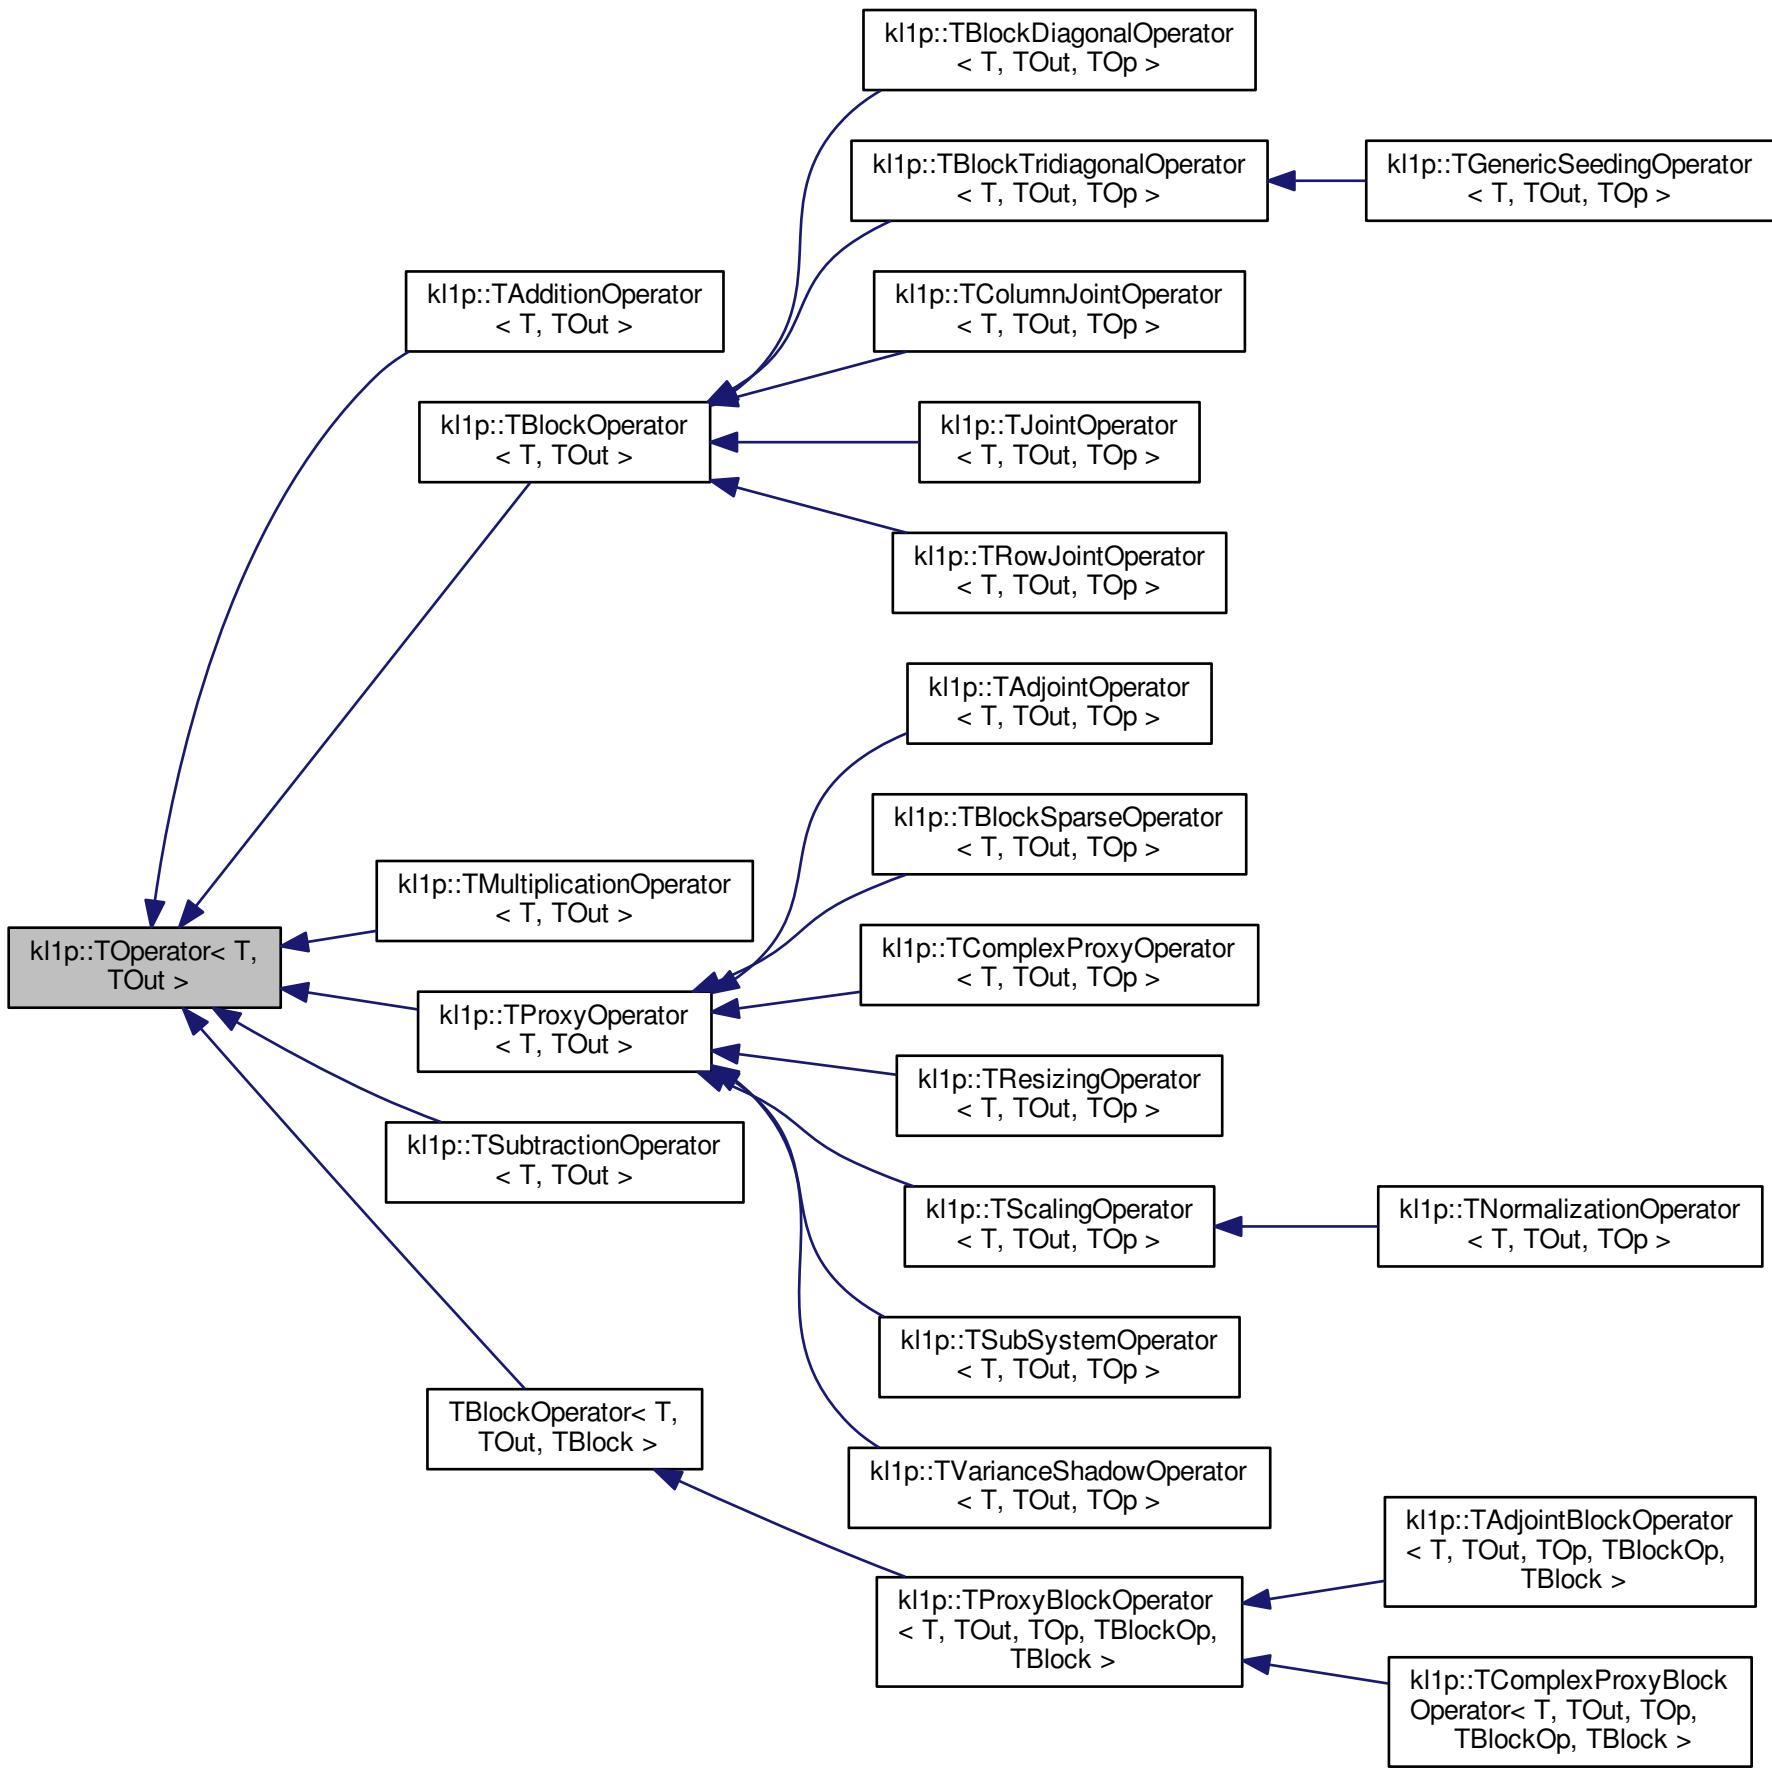 kl1p::TBlockDiagonalOperator
< T, TOut, TOp >
kl1p::TBlockTridiagonalOperator
< T, TOut, TOp >
kl1p::TGenericSeedingOperator
< T, TOut, TOp >
kl1p::TAdditionOperator
< T, TOut >
kl1p::TColumnJointOperator
< T, TOut, TOp >
kl1p::TBlockOperator
< T, TOut >
kl1p::TJointOperator
< T, TOut, TOp >
kl1p::TRowJointOperator
< T, TOut, TOp >
kl1p::TAdjointOperator
< T, TOut, TOp >
kl1p::TBlockSparseOperator
< T, TOut, TOp >
kl1p::TMultiplicationOperator
< T, TOut >
kl1p::TOperator< T,
TOut >
kl1p::TComplexProxyOperator
< T, TOut, TOp >
kl1p::TProxyOperator
< T, TOut >
kl1p::TResizingOperator
< T, TOut, TOp >
kl1p::TSubtractionOperator
< T, TOut >
kl1p::TScalingOperator
< T, TOut, TOp >
kl1p::TNormalizationOperator
< T, TOut, TOp >
kl1p::TSubSystemOperator
< T, TOut, TOp >
TBlockOperator< T,
TOut, TBlock >
kl1p::TVarianceShadowOperator
< T, TOut, TOp >
kl1p::TAdjointBlockOperator
< T, TOut, TOp, TBlockOp,
TBlock >
kl1p::TProxyBlockOperator
< T, TOut, TOp, TBlockOp,
TBlock >
kl1p::TComplexProxyBlock
Operator< T, TOut, TOp,
TBlockOp, TBlock >